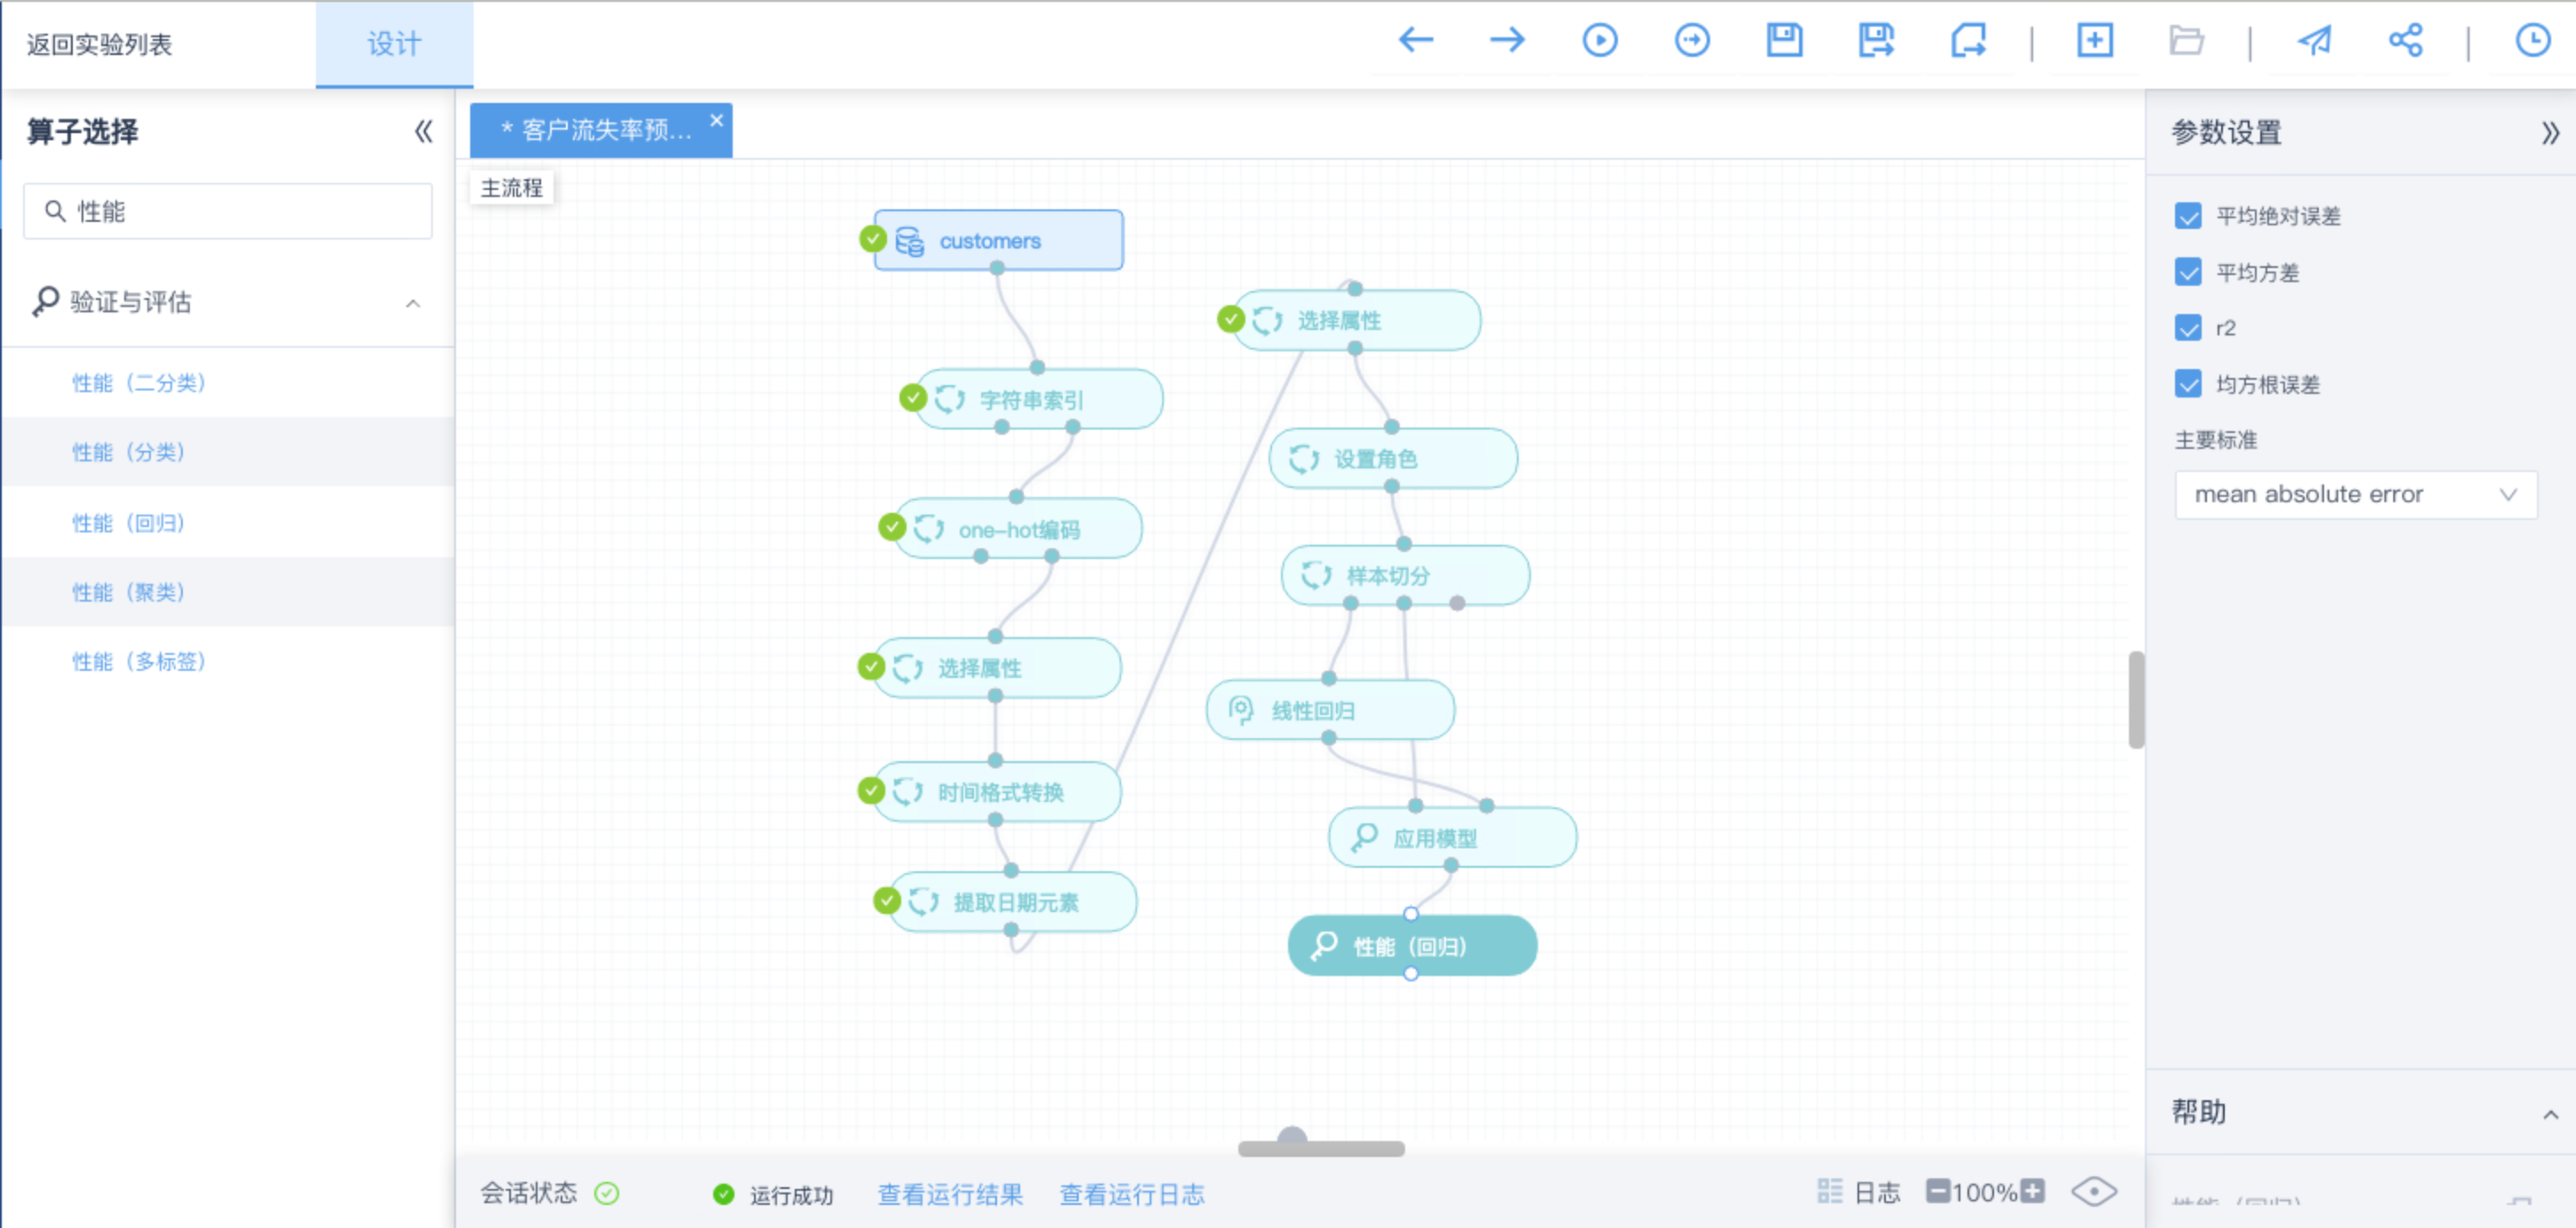 返回实验列表
设计
算子选择
性能
验证与评估
性能（二分类）
性能（分类）
性能（回归）
性能（聚类）
性能（多标签）
* 客户流失率预...
主流程
customers
字符串索引
one-hot编码
选择属性
时间格式转换
提取日期元素
选择属性
设置角色
样本切分
线性回归
应用模型
性能（回归）
会话状态
运行成功
查看运行结果
查看运行日志
日志
100%
参数设置
平均绝对误差
平均方差
r2
均方根误差
主要标准
mean absolute error
帮助
性能（回归）